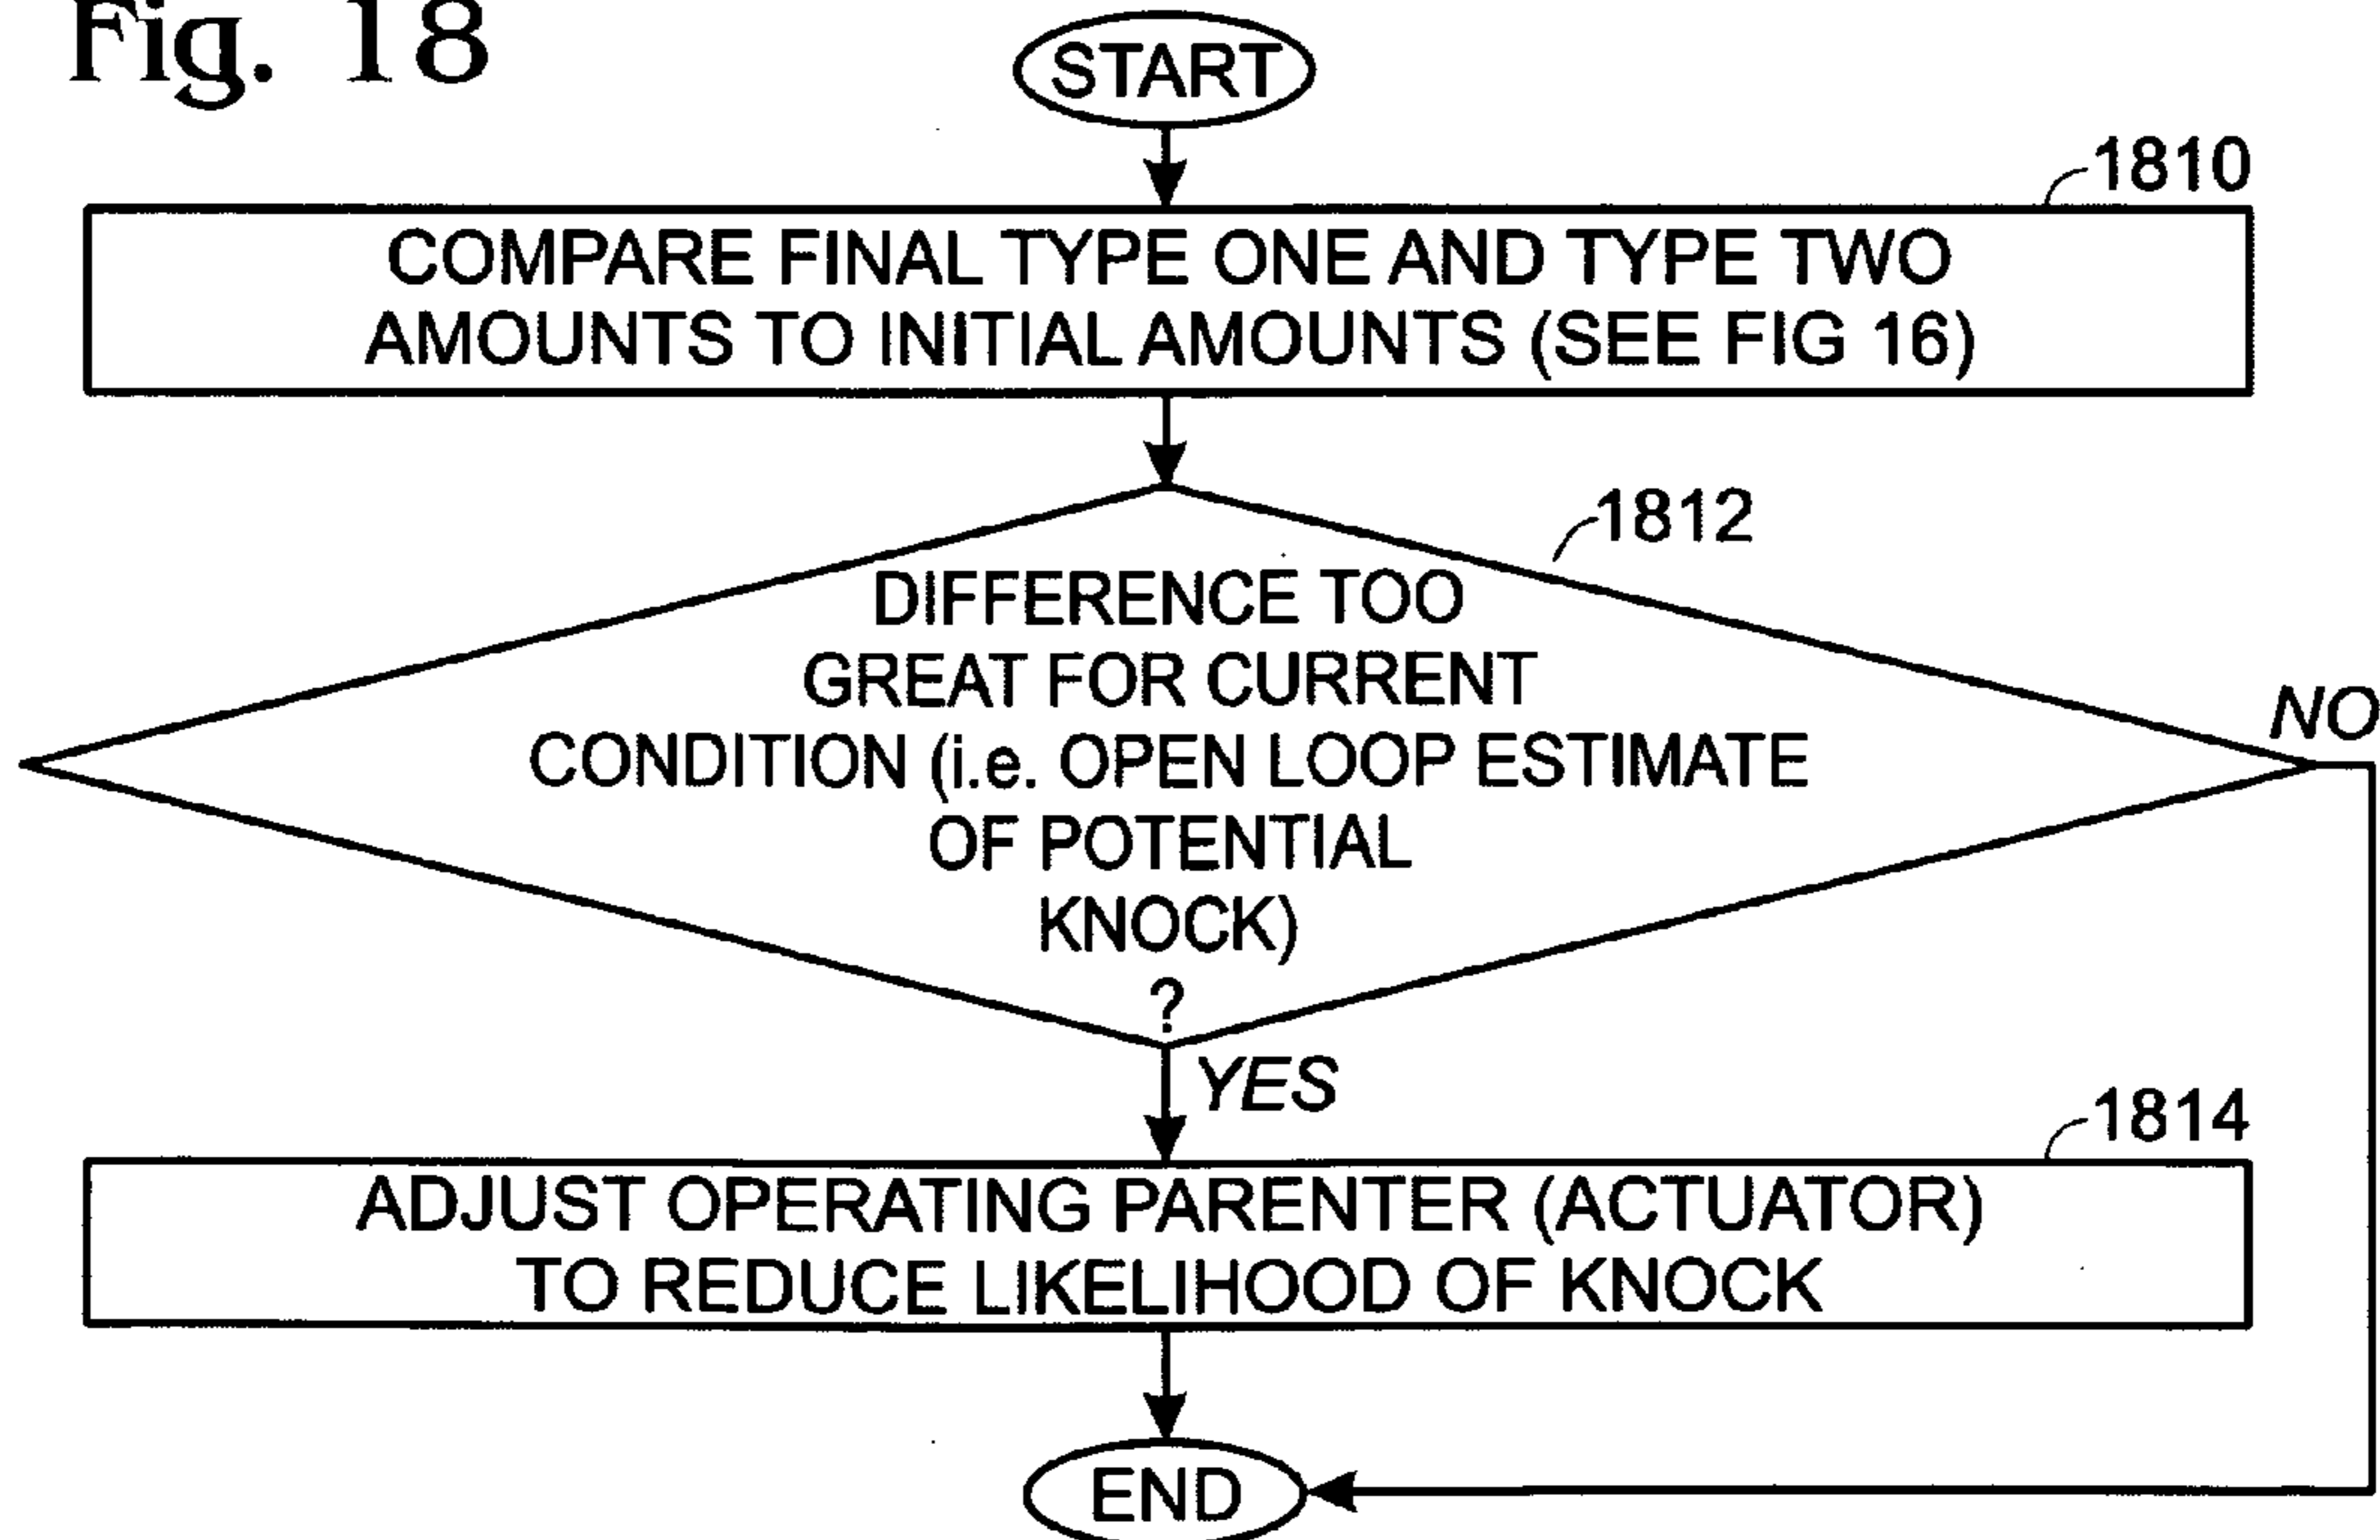 Fig. 18
START
1810
COMPARE FINAL TYPE ONE AND TYPE TWO
AMOUNTS TO INITIAL AMOUNTS (SEE FIG 16)
1812
DIFFERENCE TOO
GREAT FOR CURRENT
CONDITION (i.e. OPEN LOOP ESTIMATE
OF POTENTIAL
KNOCK)
?
NO
YES
1814
ADJUST OPERATING PARENTER (ACTUATOR)
TO REDUCE LIKELIHOOD OF KNOCK
END